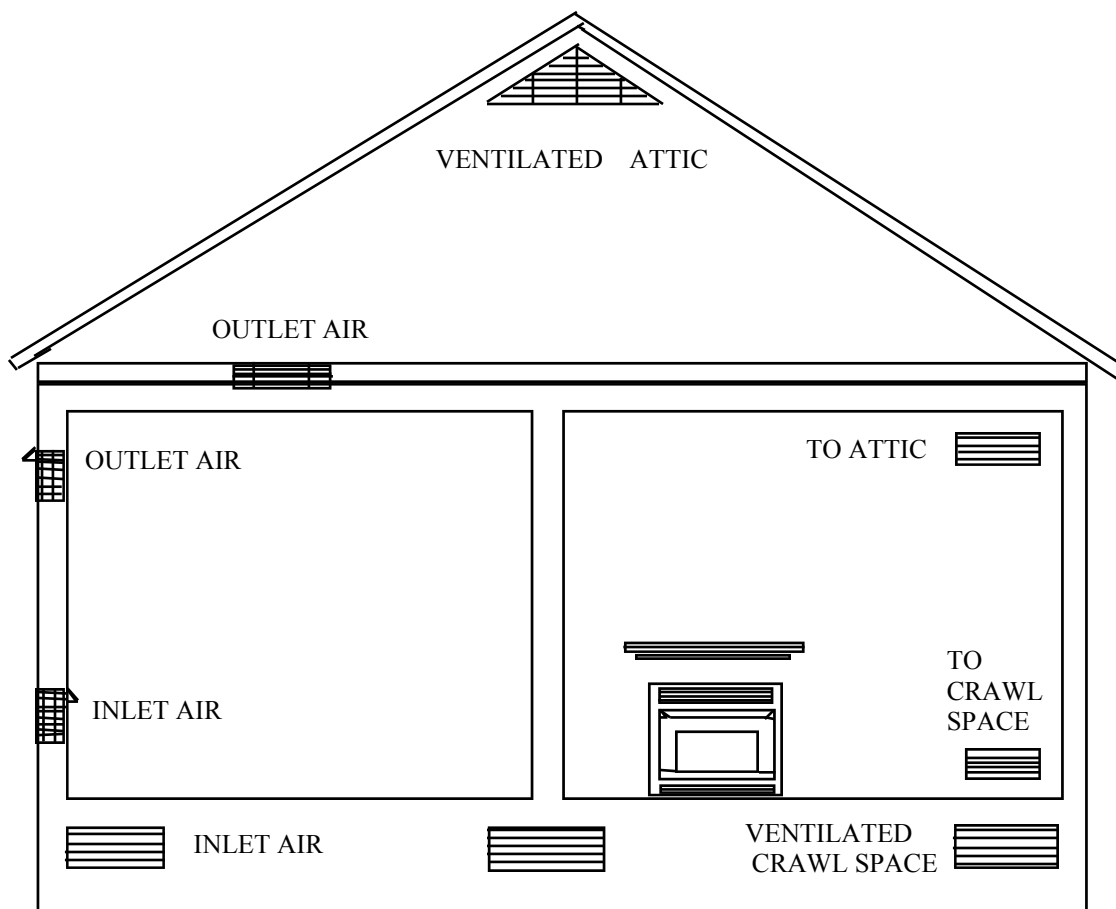 VENTILATED ATTIC
OUTLET AIR
OUTLET AIR
TO ATTIC
INLET AIR
TO
CRAWL
SPACE
INLET AIR
VENTILATED
CRAWL SPACE